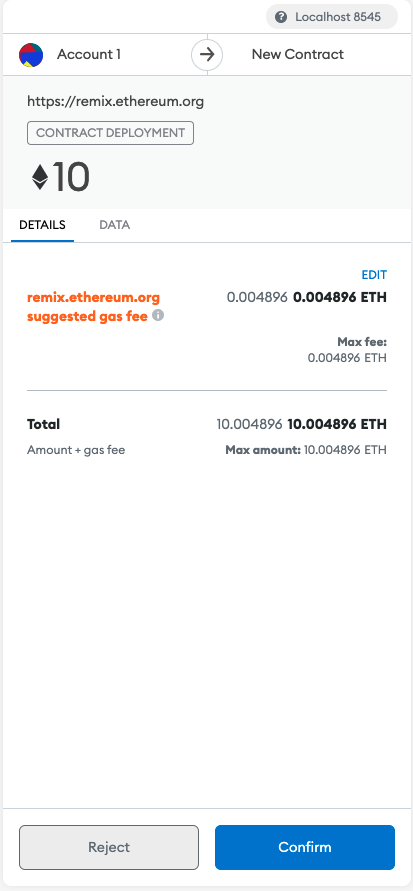 Localhost 8545
Account 1
New Contract
https://remix.ethereum.org
CONTRACT DEPLOYMENT
10
DETAILS
DATA
EDIT
remix.ethereum.org
suggested gas fee
0.004896 0.004896 ETH
Max fee:
0.004896 ETH
Total
10.004896 10.004896 ETH
Amount + gas fee
Max amount: 10.004896 ETH
Reject
Confirm